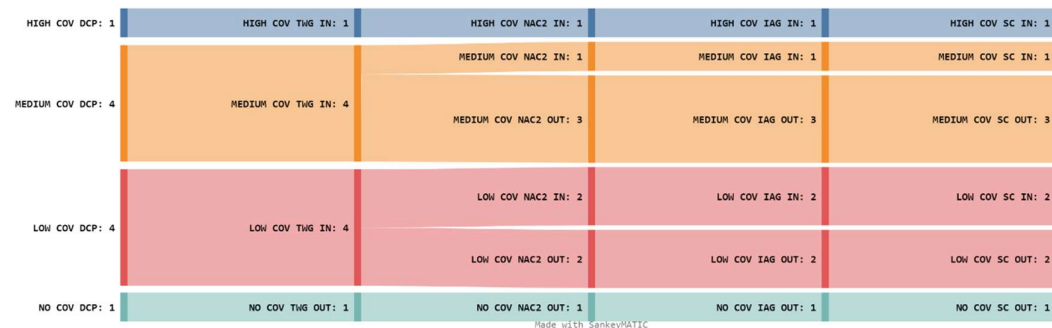 HIGH COV DCP: 1
HIGH COV TWG IN: 1
HIGH COV NAC2 IN: 1
HIGH COV IAG IN: 1
HIGH COV SC IN: 1
MEDIUM COV DCP: 4
MEDIUM COV TWG IN: 4
MEDIUM COV NAC2 IN: 1
MEDIUM COV IAG IN: 1
MEDIUM COV SC IN: 1
MEDIUM COV NAC2 OUT: 3
MEDIUM COV IAG OUT: 3
MEDIUM COV SC OUT: 3
LOW COV DCP: 4
LOW COV TWG IN: 4
LOW COV NAC2 IN: 2
LOW COV IAG IN: 2
LOW COV SC IN: 2
LOW COV NAC2 OUT: 2
LOW COV IAG OUT: 2
LOW COV SC OUT: 2
NO COV DCP: 1
NO COV TWG OUT: 1
NO COV NAC2 OUT: 1
NO COV IAG OUT: 1
NO COV SC OUT: 1
Made with SankeyMATIC